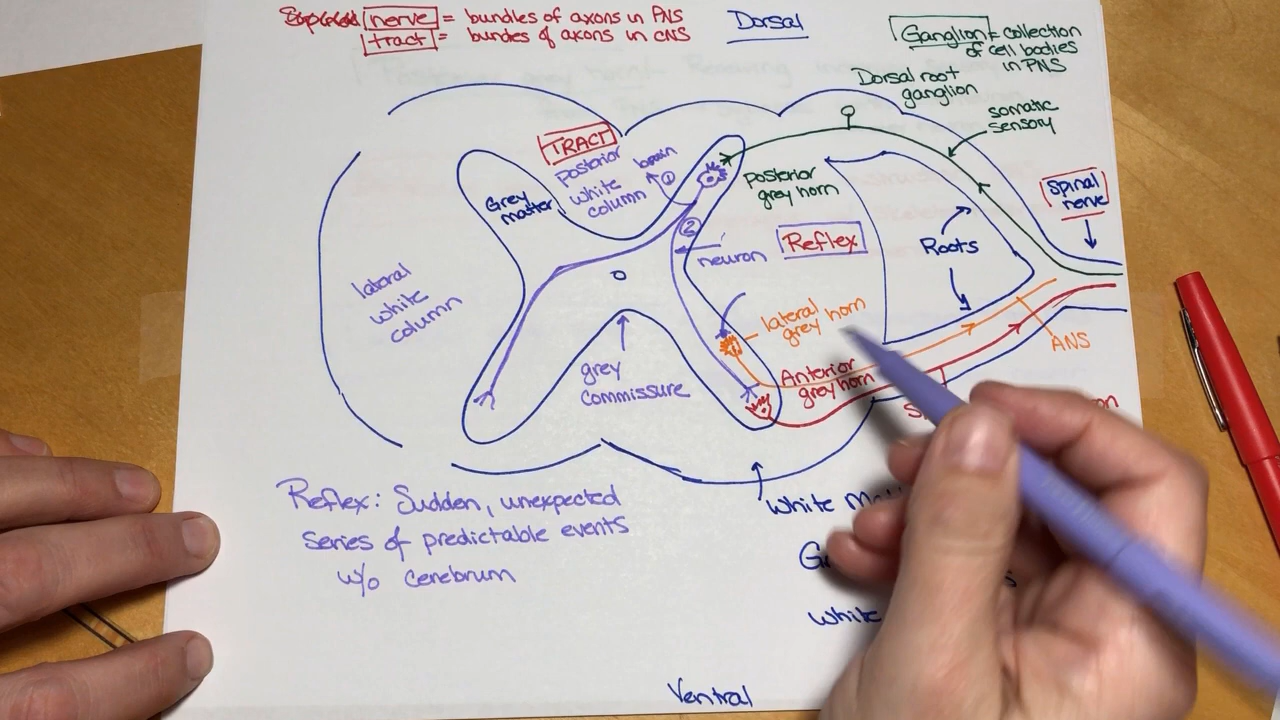 nerve = bundles of axons in PNS
tract = bundles of axons in CNS
Dorsal
Ganglion = collection
of cell bodies
in PNS
Dorsal root
ganglion
somatic
sensory
TRACT
posterior
white
column
brain
①
Grey
matter
posterior
grey horn
Spinal
nerve
②
Reflex
neuron
Roots
lateral
white
column
lateral
grey horn
ANS
grey
commissure
Anterior
grey horn
Reflex: Sudden, unexpected
series of predictable events
w/o cerebrum
White
White
Ventral